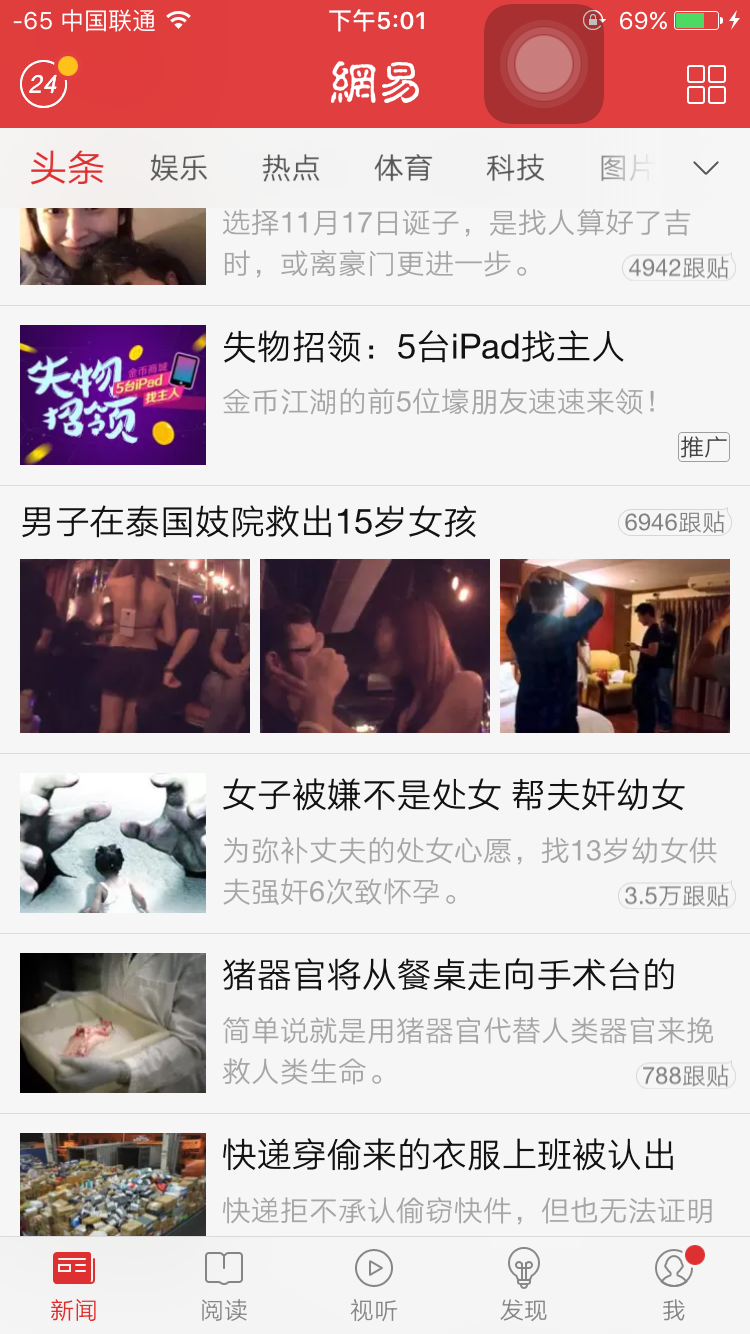 -65 中国联通 下午5:01 69%
24 網易
头条 娱乐 热点 体育 科技 图片
选择11月17日诞子，是找人算好了吉
时，或离豪门更进一步。 4942跟贴
失物招领：5台iPad找主人
金币江湖的前5位壕朋友速速来领！
推广
失物
招领
金币商城
5台iPad
找主人
男子在泰国妓院救出15岁女孩 6946跟贴
女子被嫌不是处女 帮夫奸幼女
为弥补丈夫的处女心愿，找13岁幼女供
夫强奸6次致怀孕。 3.5万跟贴
猪器官将从餐桌走向手术台的
简单说就是用猪器官代替人类器官来挽
救人类生命。 788跟贴
快递穿偷来的衣服上班被认出
快递拒不承认偷窃快件，但也无法证明
新闻 阅读 视听 发现 我